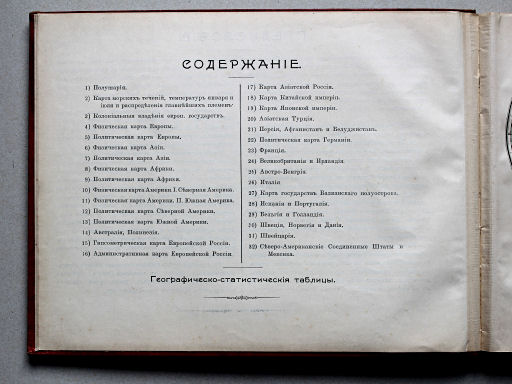 СОДЕРЖАНІЕ.
1) Полушарія.
2) Карта морскихъ теченій, температуръ января и
іюля и распредѣленія главнѣйшихъ племенъ
3) Колоніальныя владѣнія европ. государствъ.
4) Физическая карта Европы.
5) Политическая карта Европы.
6) Физическая карта Азіи.
7) Политическая карта Азіи.
8) Физическая карта Африки.
9) Политическая карта Африки.
10) Физическая карта Америки. I. Сѣверная Америка.
11) Физическая карта Америки. II. Южная Америка.
12) Политическая карта Сѣверной Америки.
13) Политическая карта Южной Америки.
14) Австралія, Полинезія.
15) Гипсометрическая карта Европейской Россіи.
16) Административная карта Европейской Россіи.
17) Карта Азіатской Россіи.
18) Карта Китайской имперіи.
19) Карта Японской имперіи.
20) Азіатская Турція.
21) Персія, Афганистанъ и Белуджистанъ.
22) Политическая карта Германіи.
23) Франція.
24) Великобританія и Ирландія.
25) Австро-Венгрія.
26) Италія
27) Карта государствъ Балканскаго полуострова.
28) Испанія и Португалія.
29) Бельгія и Голландія.
30) Швеція, Норвегія и Данія.
31) Швейцарія.
32) Сѣверо-Американскіе Соединенные Штаты и
Мексика.
Географическо-статистическія таблицы.